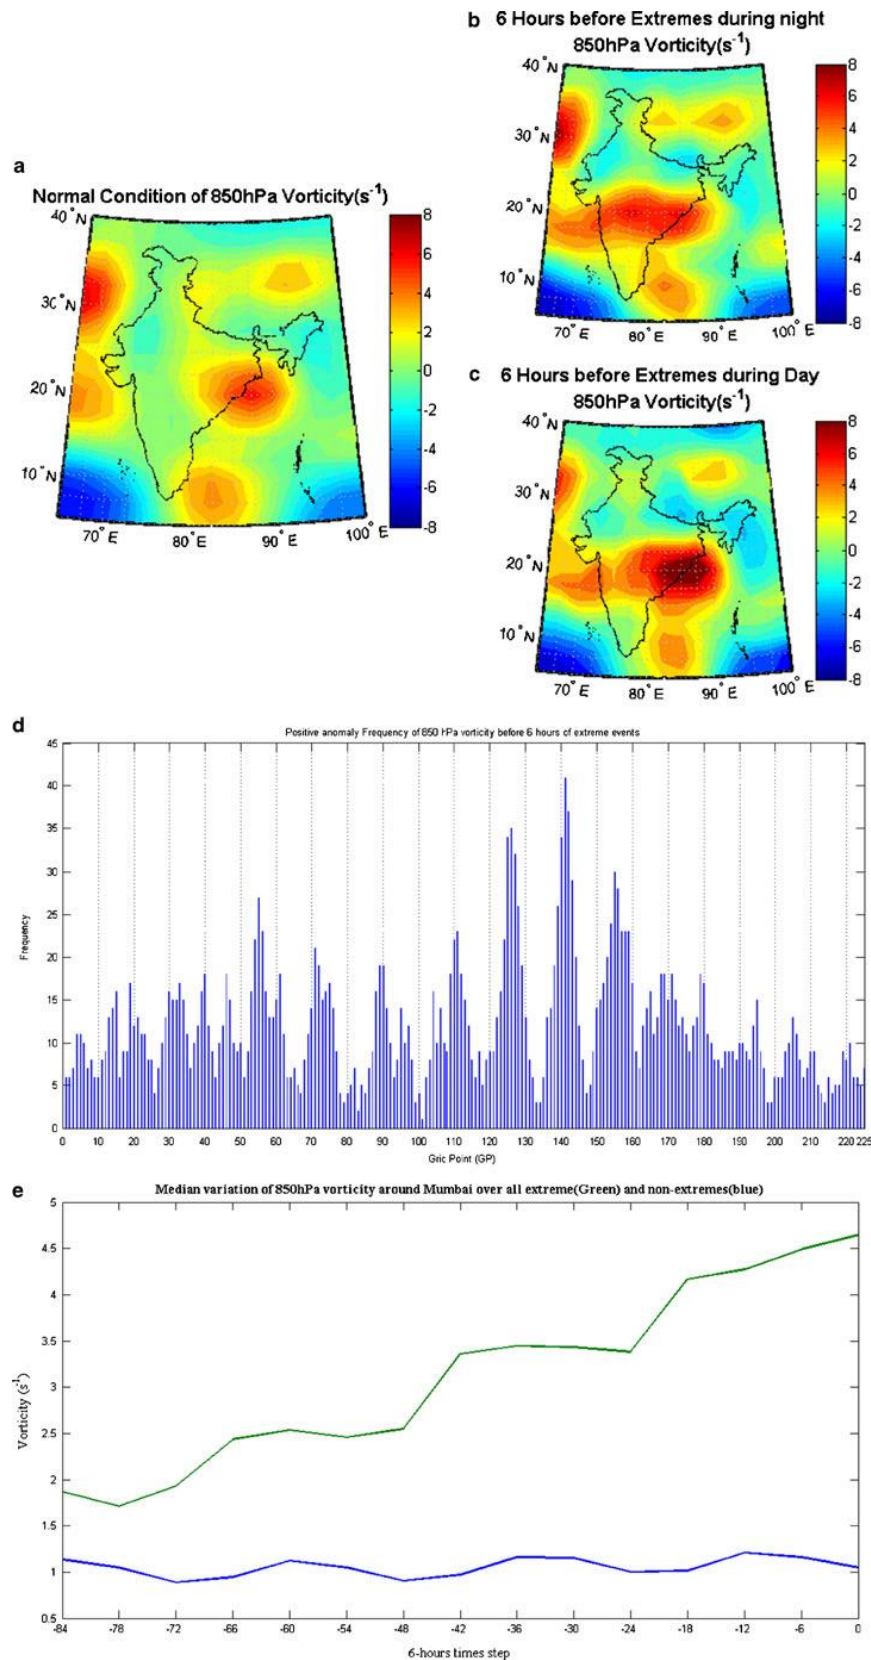 a
Normal Condition of 850hPa Vorticity(s⁻¹)
40°N
30°N
20°N
10°N
70°E 80°E 90°E 100°E
8
6
4
2
0
-2
-4
-6
-8
b 6 Hours before Extremes during night
850hPa Vorticity(s⁻¹)
40°N
30°N
20°N
10°N
70°E 80°E 90°E 100°E
8
6
4
2
0
-2
-4
-6
-8
c 6 Hours before Extremes during Day
850hPa Vorticity(s⁻¹)
40°N
30°N
20°N
10°N
70°E 80°E 90°E 100°E
8
6
4
2
0
-2
-4
-6
-8
d
Positive anomaly Frequency of 850 hPa vorticity before 6 hours of extreme events
45
40
35
30
25
20
15
10
5
0
Frequency
0 10 20 30 40 50 60 70 80 90 100 110 120 130 140 150 160 170 180 190 200 210 220 225
Gric Point (GP)
e
Median variation of 850hPa vorticity around Mumbai over all extreme(Green) and non-extremes(blue)
5
4.5
4
3.5
3
2.5
2
1.5
1
0.5
Vorticity (s⁻¹)
-84 -78 -72 -66 -60 -54 -48 -42 -36 -30 -24 -18 -12 -6 0
6-hours times step